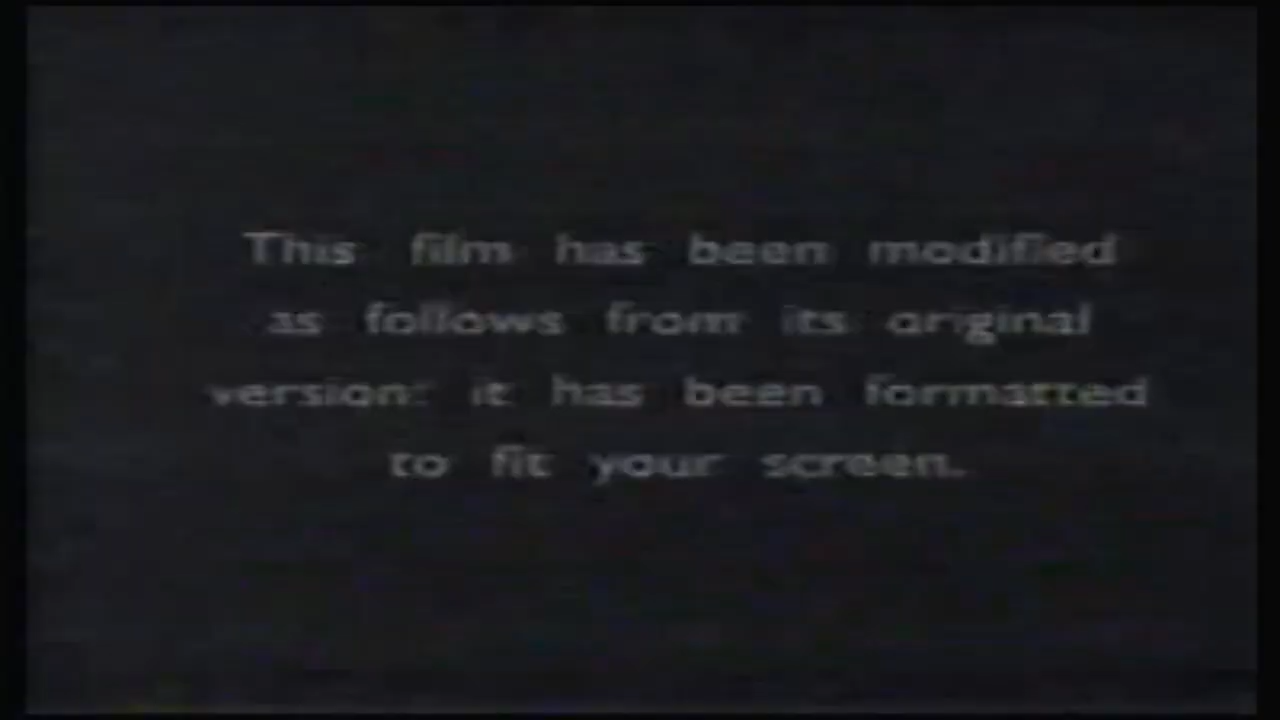 This film has been modified
as follows from its original
version: it has been formatted
to fit your screen.